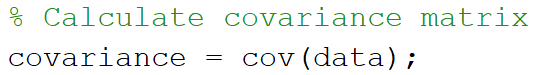 % Calculate covariance matrix
covariance = cov(data);